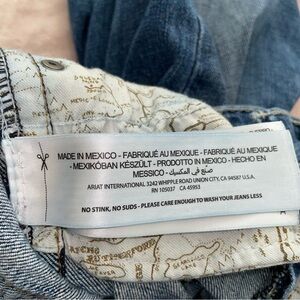 MADE IN MEXICO - FABRIQUÉ AU MEXIQUE - FABRIQUÉ AU MEXIQUE
- MEXIKÓBAN KÉSZÜLT - PRODOTTO IN MESSICO - HECHO EN
MESSICO - صنع في المكسيك
ARIAT INTERNATIONAL 3242 WHIPPLE ROAD UNION CITY, CA 94587 U.S.A.
RN 105037 CA 45953
NO STINK, NO SUDS - PLEASE CARE ENOUGH TO WASH YOUR JEANS LESS